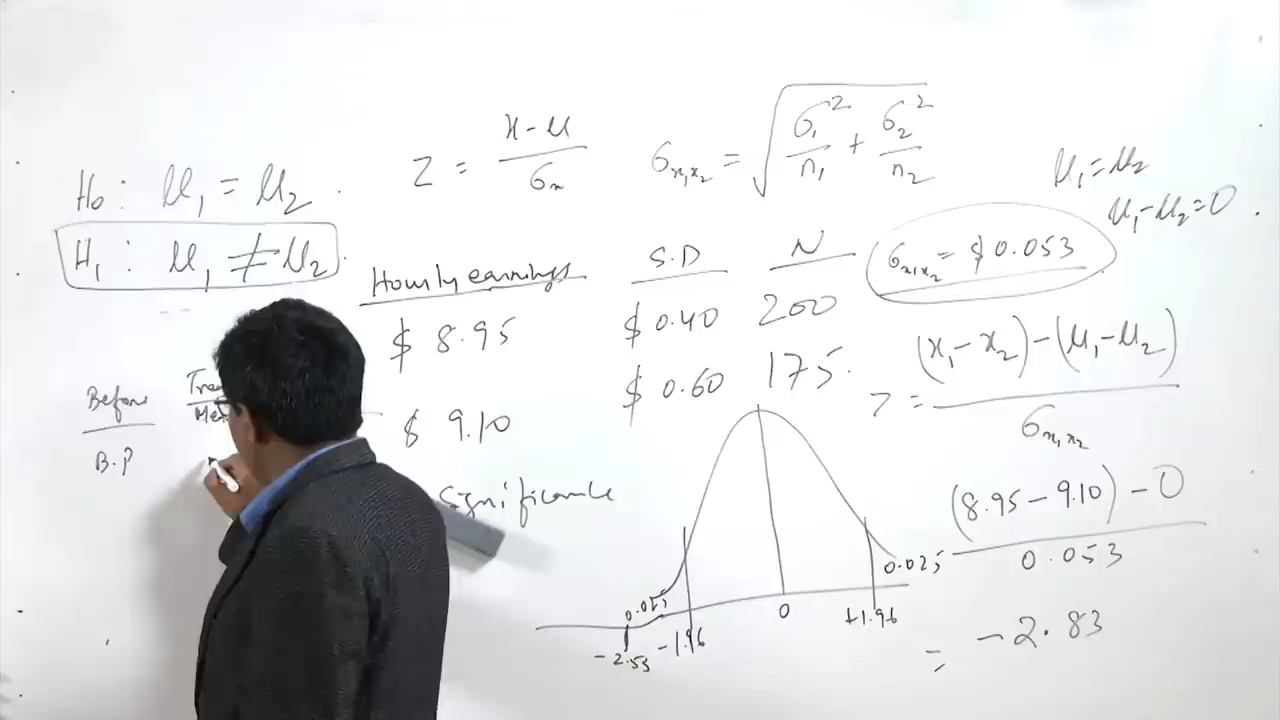 H0 : μ₁ = μ₂ .
H₁ : μ₁ ≠ μ₂ .
Z = x - μ / σx
σx₁x₂ = √ σ₁² / n₁ + σ₂² / n₂
μ₁ = μ₂
μ₁ - μ₂ = 0
σx₁x₂ = $ 0.053
Hourly earnings S.D N
$ 8.95 $ 0.40 200
$ 9.10 $ 0.60 175.
Significance
Before
B.P
Z = (x₁ - x₂) - (μ₁ - μ₂) / σx₁x₂
(8.95 - 9.10) - 0 / 0.053
= - 2.83
0.025 0.025
- 2.53 - 1.96 0 +1.96